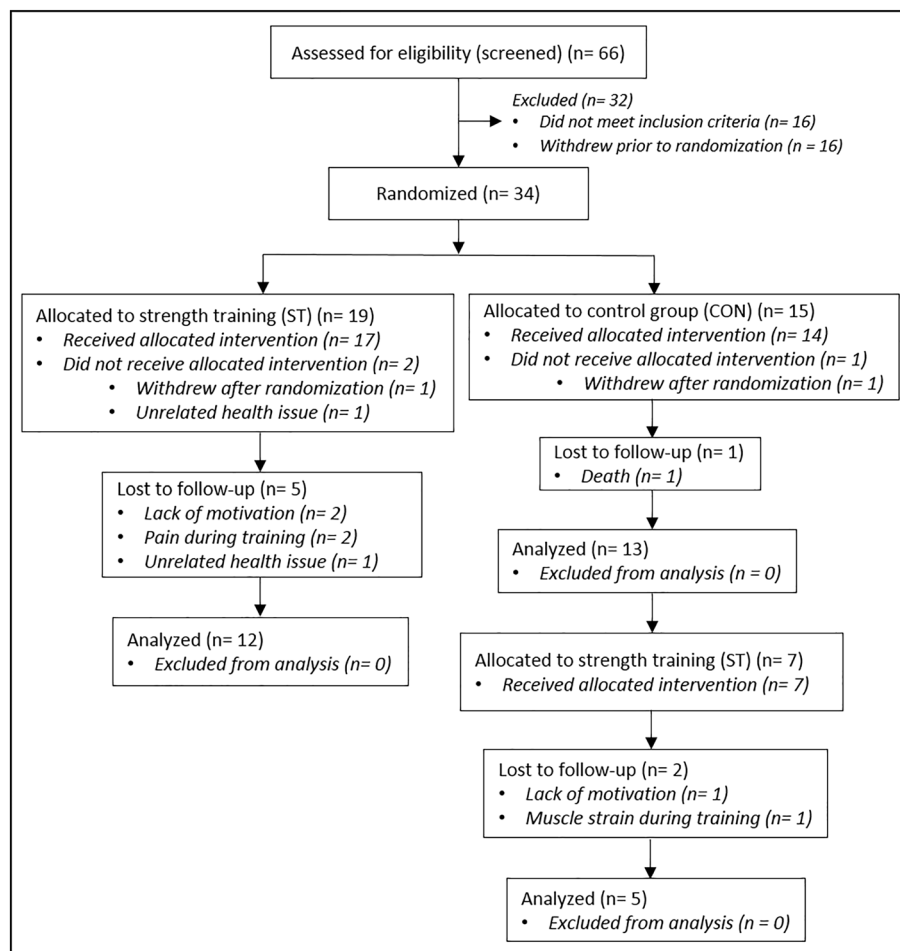 Assessed for eligibility (screened) (n= 66)
Excluded (n= 32)
• Did not meet inclusion criteria (n= 16)
• Withdrew prior to randomization (n = 16)
Randomized (n= 34)
Allocated to strength training (ST) (n= 19)
• Received allocated intervention (n= 17)
• Did not receive allocated intervention (n= 2)
• Withdrew after randomization (n= 1)
• Unrelated health issue (n= 1)
Lost to follow-up (n= 5)
• Lack of motivation (n= 2)
• Pain during training (n= 2)
• Unrelated health issue (n= 1)
Analyzed (n= 12)
• Excluded from analysis (n= 0)
Allocated to control group (CON) (n= 15)
• Received allocated intervention (n= 14)
• Did not receive allocated intervention (n= 1)
• Withdrew after randomization (n= 1)
Lost to follow-up (n= 1)
• Death (n= 1)
Analyzed (n= 13)
• Excluded from analysis (n = 0)
Allocated to strength training (ST) (n= 7)
• Received allocated intervention (n= 7)
Lost to follow-up (n= 2)
• Lack of motivation (n= 1)
• Muscle strain during training (n= 1)
Analyzed (n= 5)
• Excluded from analysis (n = 0)